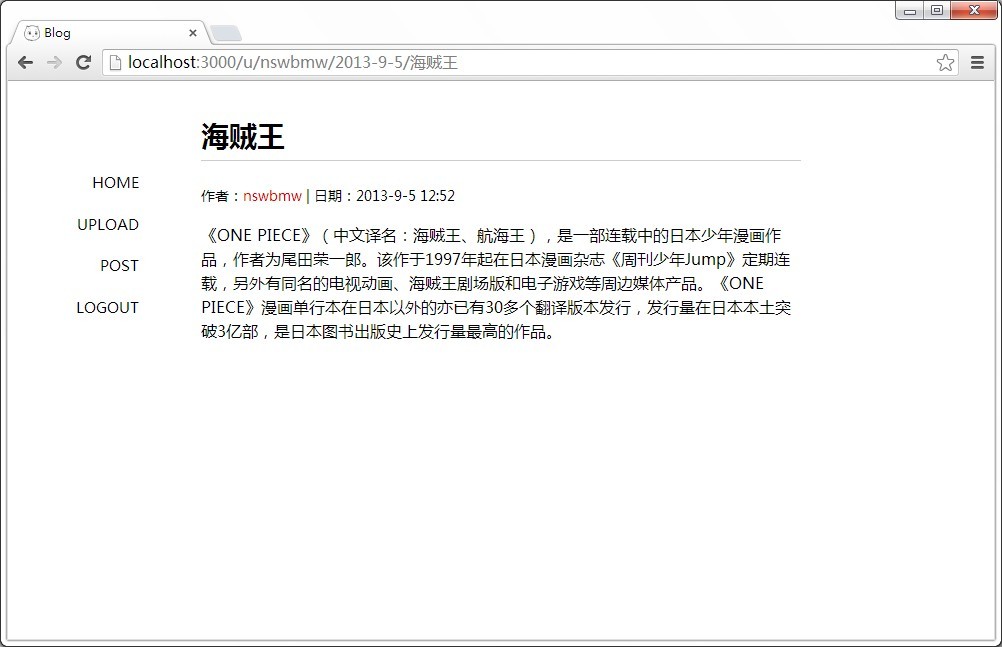 Blog
localhost:3000/u/nswbmw/2013-9-5/海贼王
海贼王
HOME
UPLOAD
POST
LOGOUT
作者：nswbmw | 日期：2013-9-5 12:52
《ONE PIECE》（中文译名：海贼王、航海王），是一部连载中的日本少年漫画作
品，作者为尾田荣一郎。该作于1997年起在日本漫画杂志《周刊少年Jump》定期连
载，另外有同名的电视动画、海贼王剧场版和电子游戏等周边媒体产品。《ONE
PIECE》漫画单行本在日本以外的亦已有30多个翻译版本发行，发行量在日本本土突
破3亿部，是日本图书出版史上发行量最高的作品。